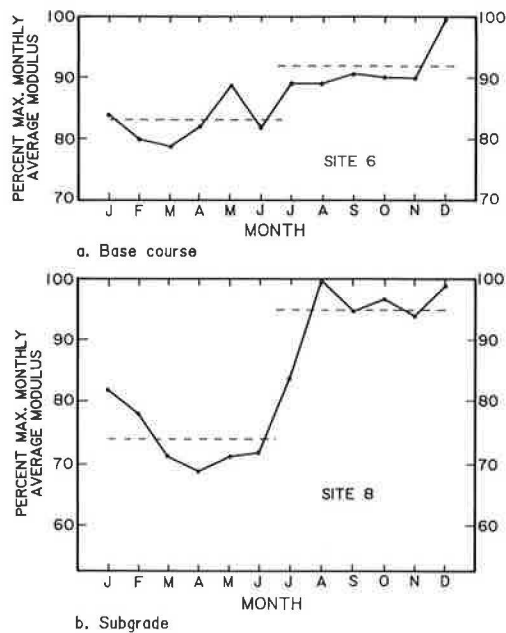 PERCENT MAX. MONTHLY
AVERAGE MODULUS
100
90
80
70
100
90
80
70
SITE 6
J F M A M J J A S O N D
MONTH
a. Base course
PERCENT MAX. MONTHLY
AVERAGE MODULUS
100
90
80
70
60
100
90
80
70
60
SITE 8
J F M A M J J A S O N D
MONTH
b. Subgrade